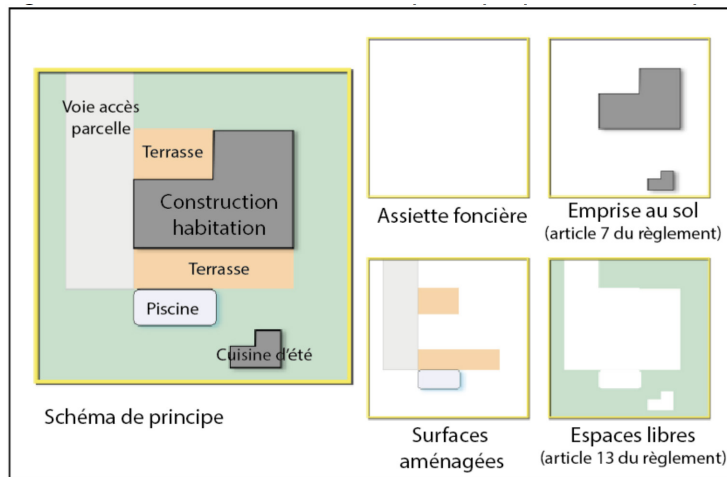 Voie accès
parcelle
Terrasse
Construction
habitation
Terrasse
Piscine
Cuisine d'été
Schéma de principe
Assiette foncière
Emprise au sol
(article 7 du règlement)
Surfaces
aménagées
Espaces libres
(article 13 du règlement)